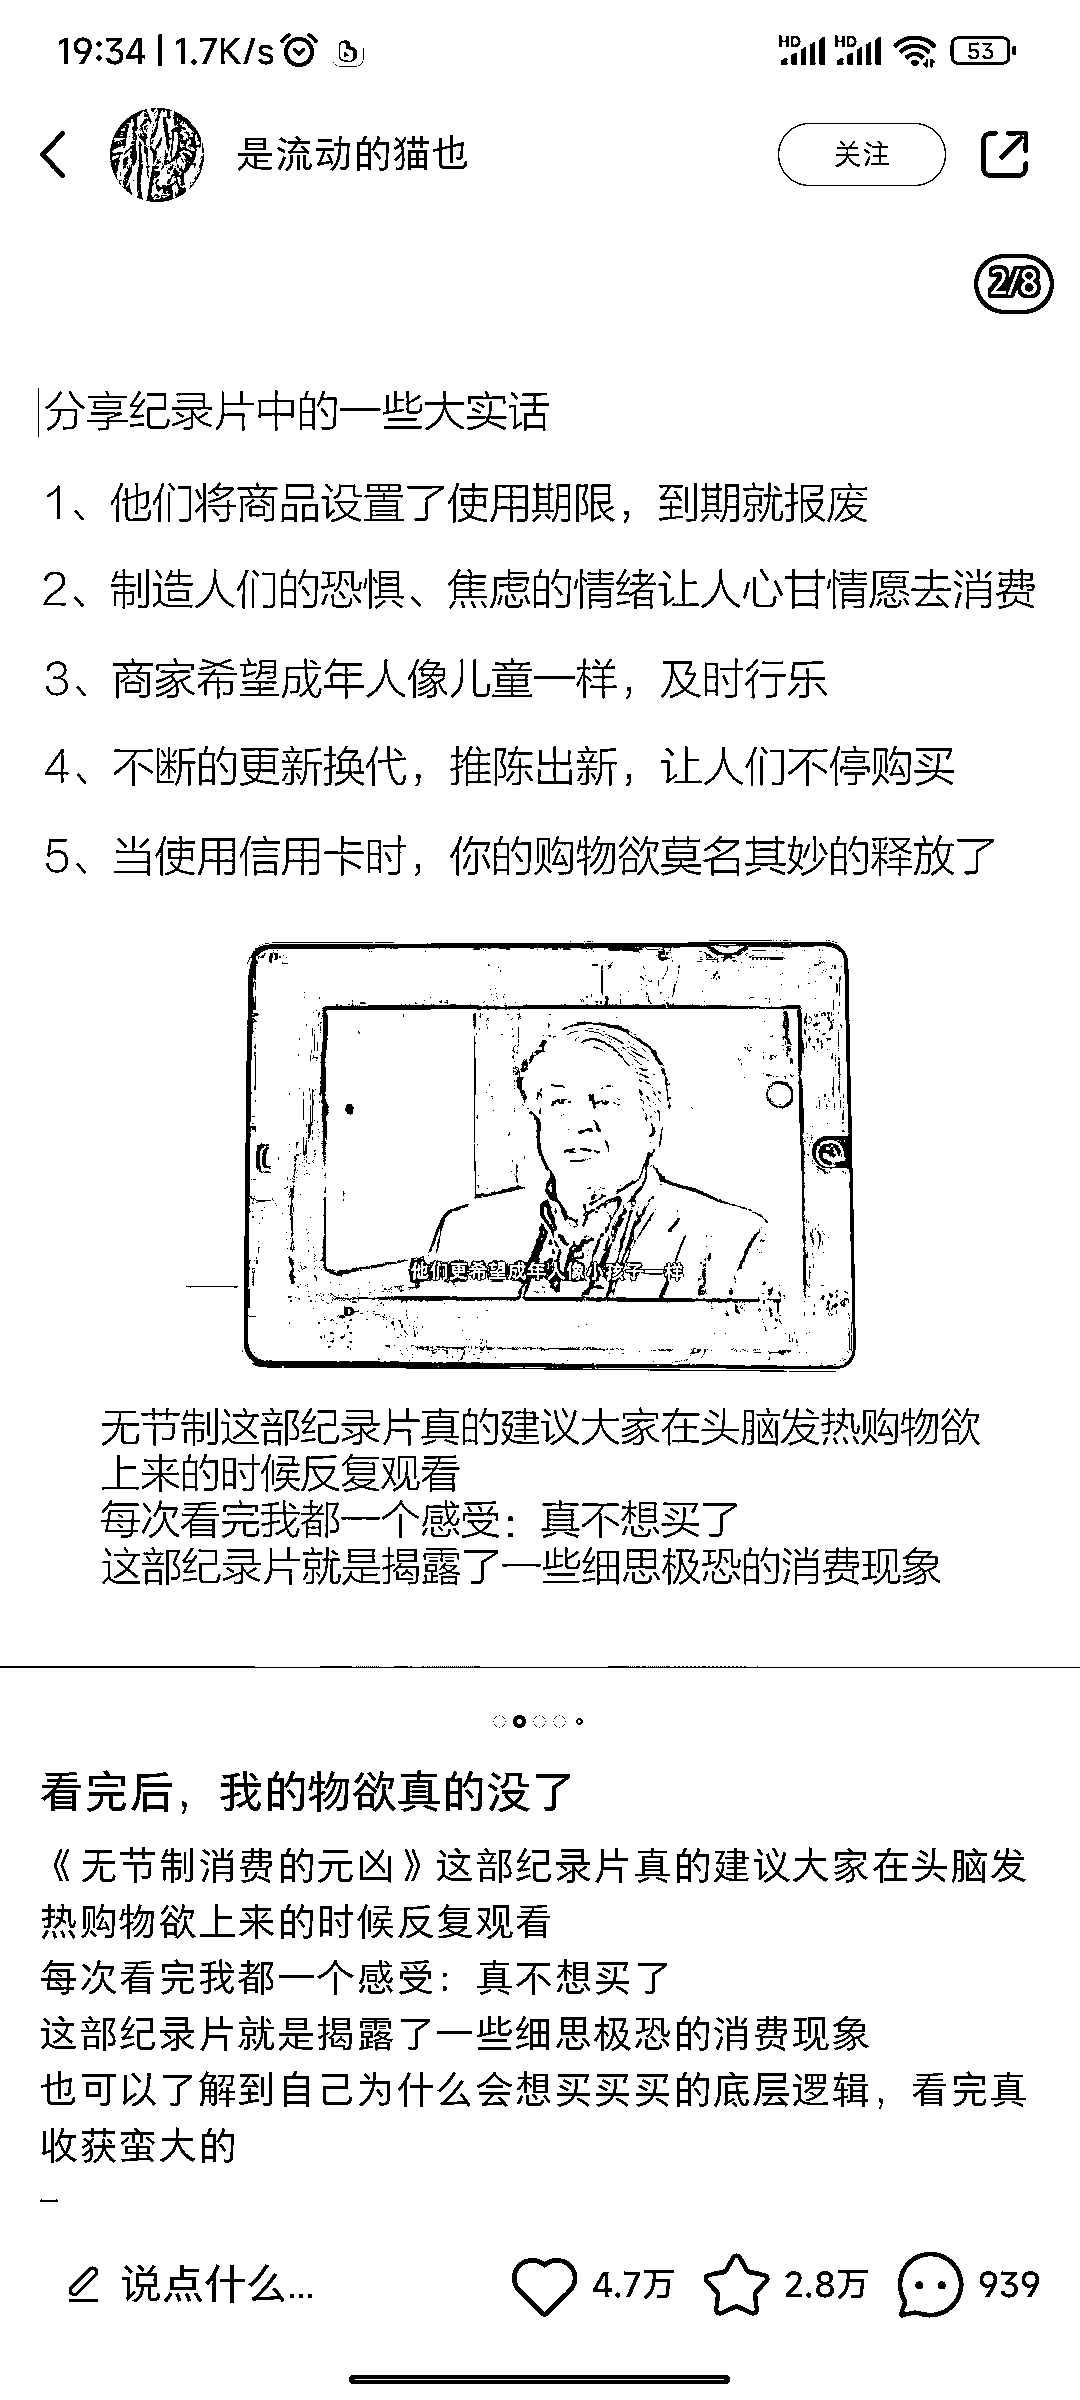 19:34 | 1.7K/s
HD HD 53
是流动的猫也
关注
2/8
分享纪录片中的一些大实话
1、他们将商品设置了使用期限，到期就报废
2、制造人们的恐惧、焦虑的情绪让人心甘情愿去消费
3、商家希望成年人像儿童一样，及时行乐
4、不断的更新换代，推陈出新，让人们不停购买
5、当使用信用卡时，你的购物欲莫名其妙的释放了
他们更希望成年人像小孩子一样
无节制这部纪录片真的建议大家在头脑发热购物欲
上来的时候反复观看
每次看完我都一个感受：真不想买了
这部纪录片就是揭露了一些细思极恐的消费现象
看完后，我的物欲真的没了
《无节制消费的元凶》这部纪录片真的建议大家在头脑发
热购物欲上来的时候反复观看
每次看完我都一个感受：真不想买了
这部纪录片就是揭露了一些细思极恐的消费现象
也可以了解到自己为什么会想买买买的底层逻辑，看完真
收获蛮大的
–
说点什么...
4.7万
2.8万
939